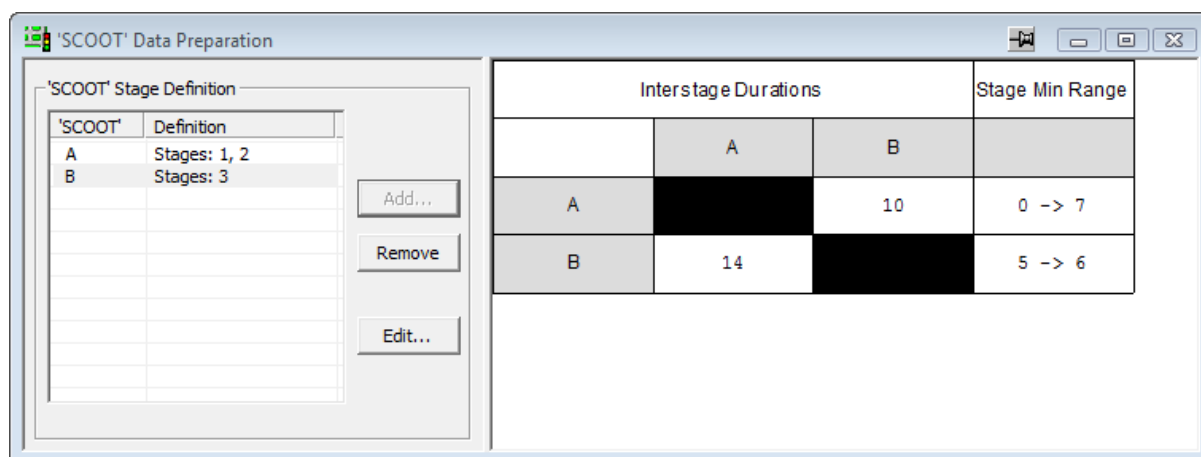 'SCOOT' Data Preparation
'SCOOT' Stage Definition
'SCOOT' Definition
A Stages: 1, 2
B Stages: 3
Add...
Remove
Edit...
Interstage Durations Stage Min Range
A B
A 10 0 -> 7
B 14 5 -> 6